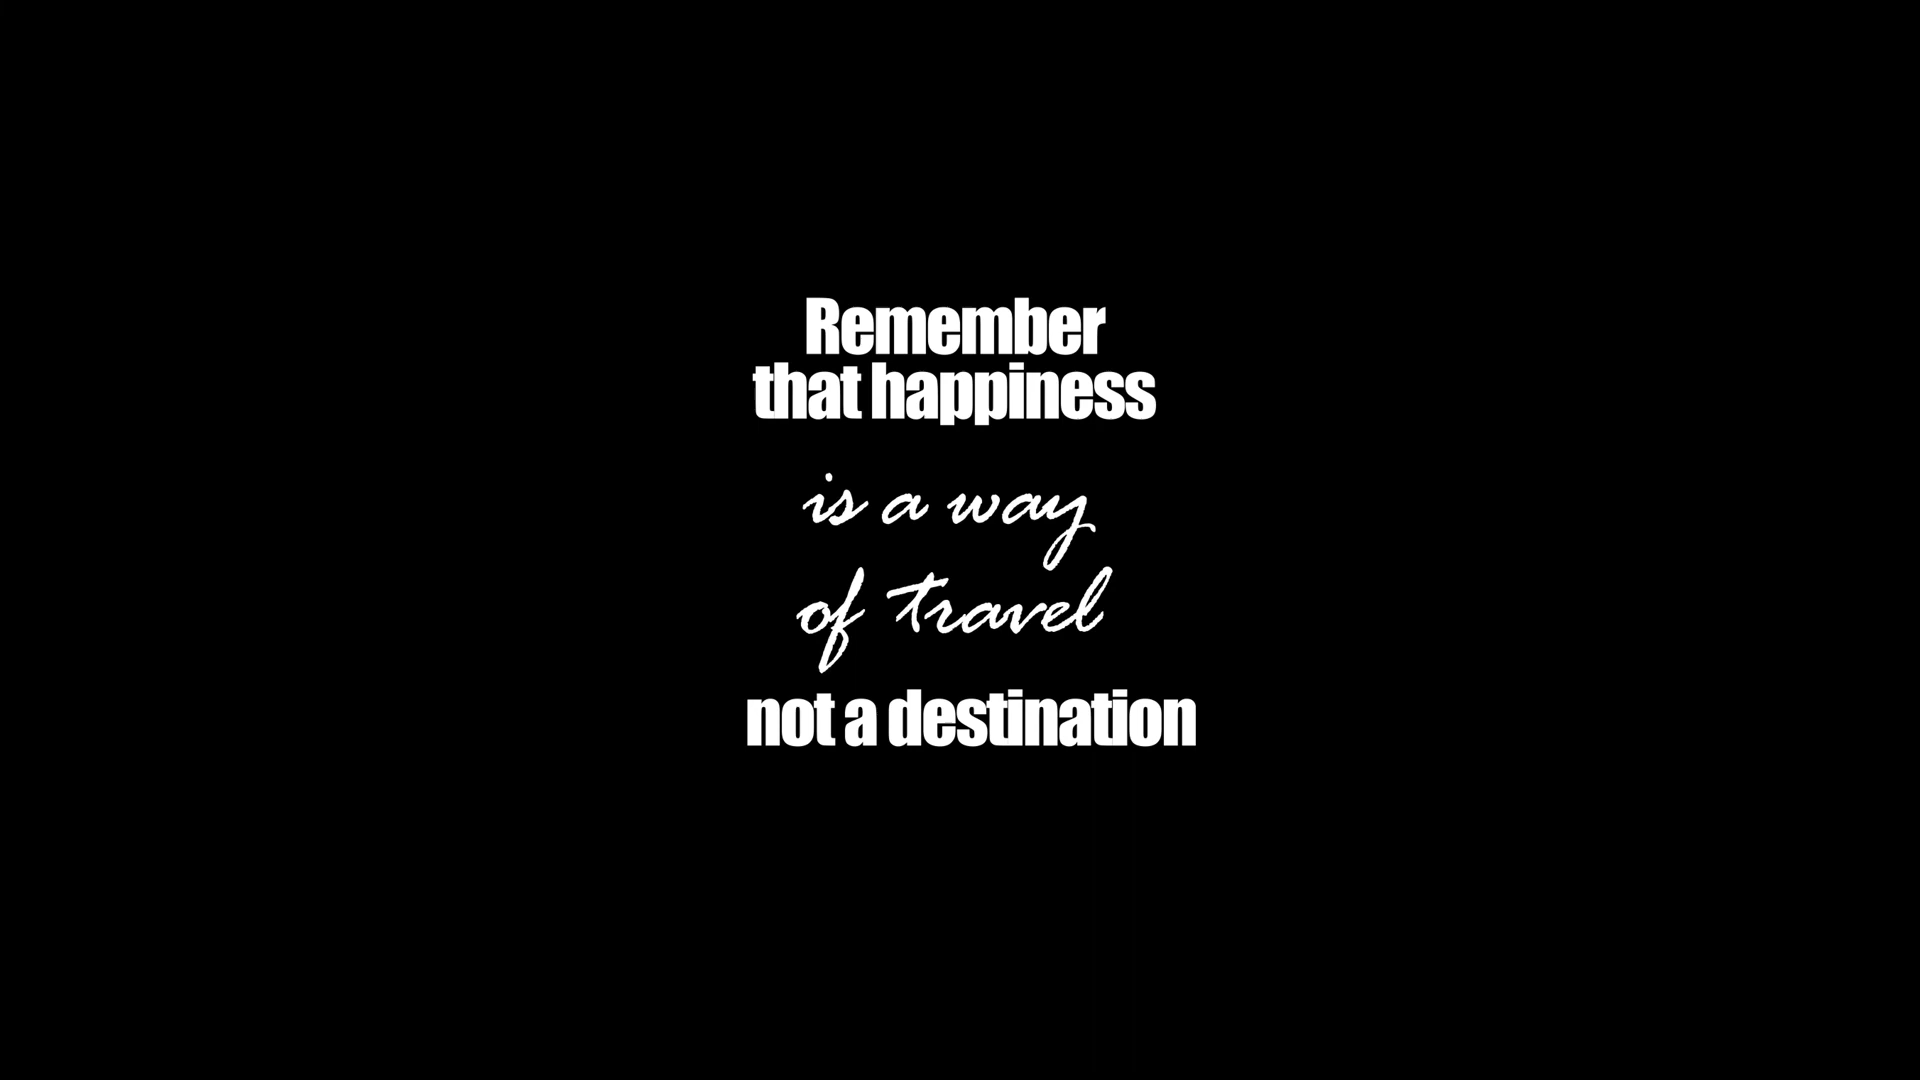 Remember
that happiness
is a way
of travel
not a destination